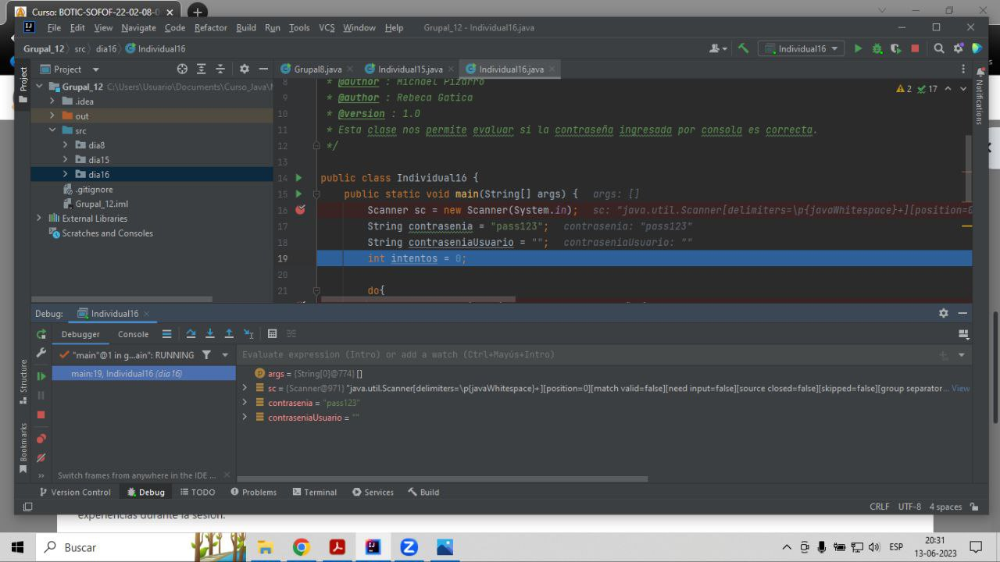 Curso: BOTIC-SOFOF-22-02-08-0
File Edit View Navigate Code Refactor Build Run Tools VCS Window Help Grupal_12 - Individual16.java
Grupal_12 src dia16 Individual16 Individual16
Project Grupal8.java Individual15.java Individual16.java
Project
Notifications
Structure
Bookmarks
Grupal_12 C:\Users\Usuario\Documents\Curso_Java\
.idea
out
src
dia8
dia15
dia16
.gitignore
Grupal_12.iml
External Libraries
Scratches and Consoles
2 17
8 * @author : Michael Pizarro
9 * @author : Rebeca Gatica
10 * @version : 1.0
11 * Esta clase nos permite evaluar si la contraseña ingresada por consola es correcta.
12 */
13
14 public class Individual16 {
15 public static void main(String[] args) { args: []
16 Scanner sc = new Scanner(System.in); sc: "java.util.Scanner[delimiters=\p{javaWhitespace}+][position=0
17 String contrasenia = "pass123"; contrasenia: "pass123"
18 String contraseniaUsuario = ""; contraseniaUsuario: ""
19 int intentos = 0;
20
21 do{
Debug: Individual16
Debugger Console
"main"@1 in g...ain": RUNNING
Evaluate expression (Intro) or add a watch (Ctrl+Mayús+Intro)
main:19, Individual16 (dia16)
args = {String[0]@774} []
sc = {Scanner@971} "java.util.Scanner[delimiters=\p{javaWhitespace}+][position=0][match valid=false][need input=false][source closed=false][skipped=false][group separator... View
contrasenia = "pass123"
contraseniaUsuario = ""
Switch frames from anywhere in the IDE ...
Version Control Debug TODO Problems Terminal Services Build
CRLF UTF-8 4 spaces
experiencias durante la sesión.
Buscar
ESP
20:31
13-06-2023